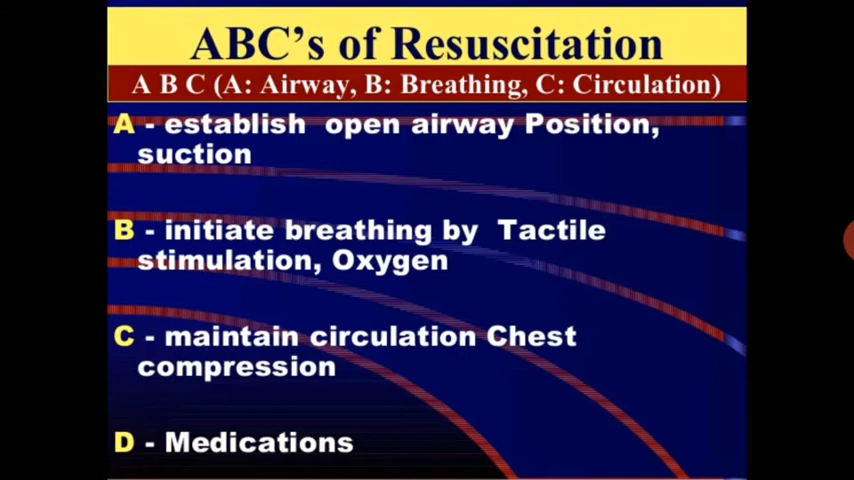 ABC's of Resuscitation
A B C (A: Airway, B: Breathing, C: Circulation)
A - establish open airway Position,
suction
B - initiate breathing by Tactile
stimulation, Oxygen
C - maintain circulation Chest
compression
D - Medications